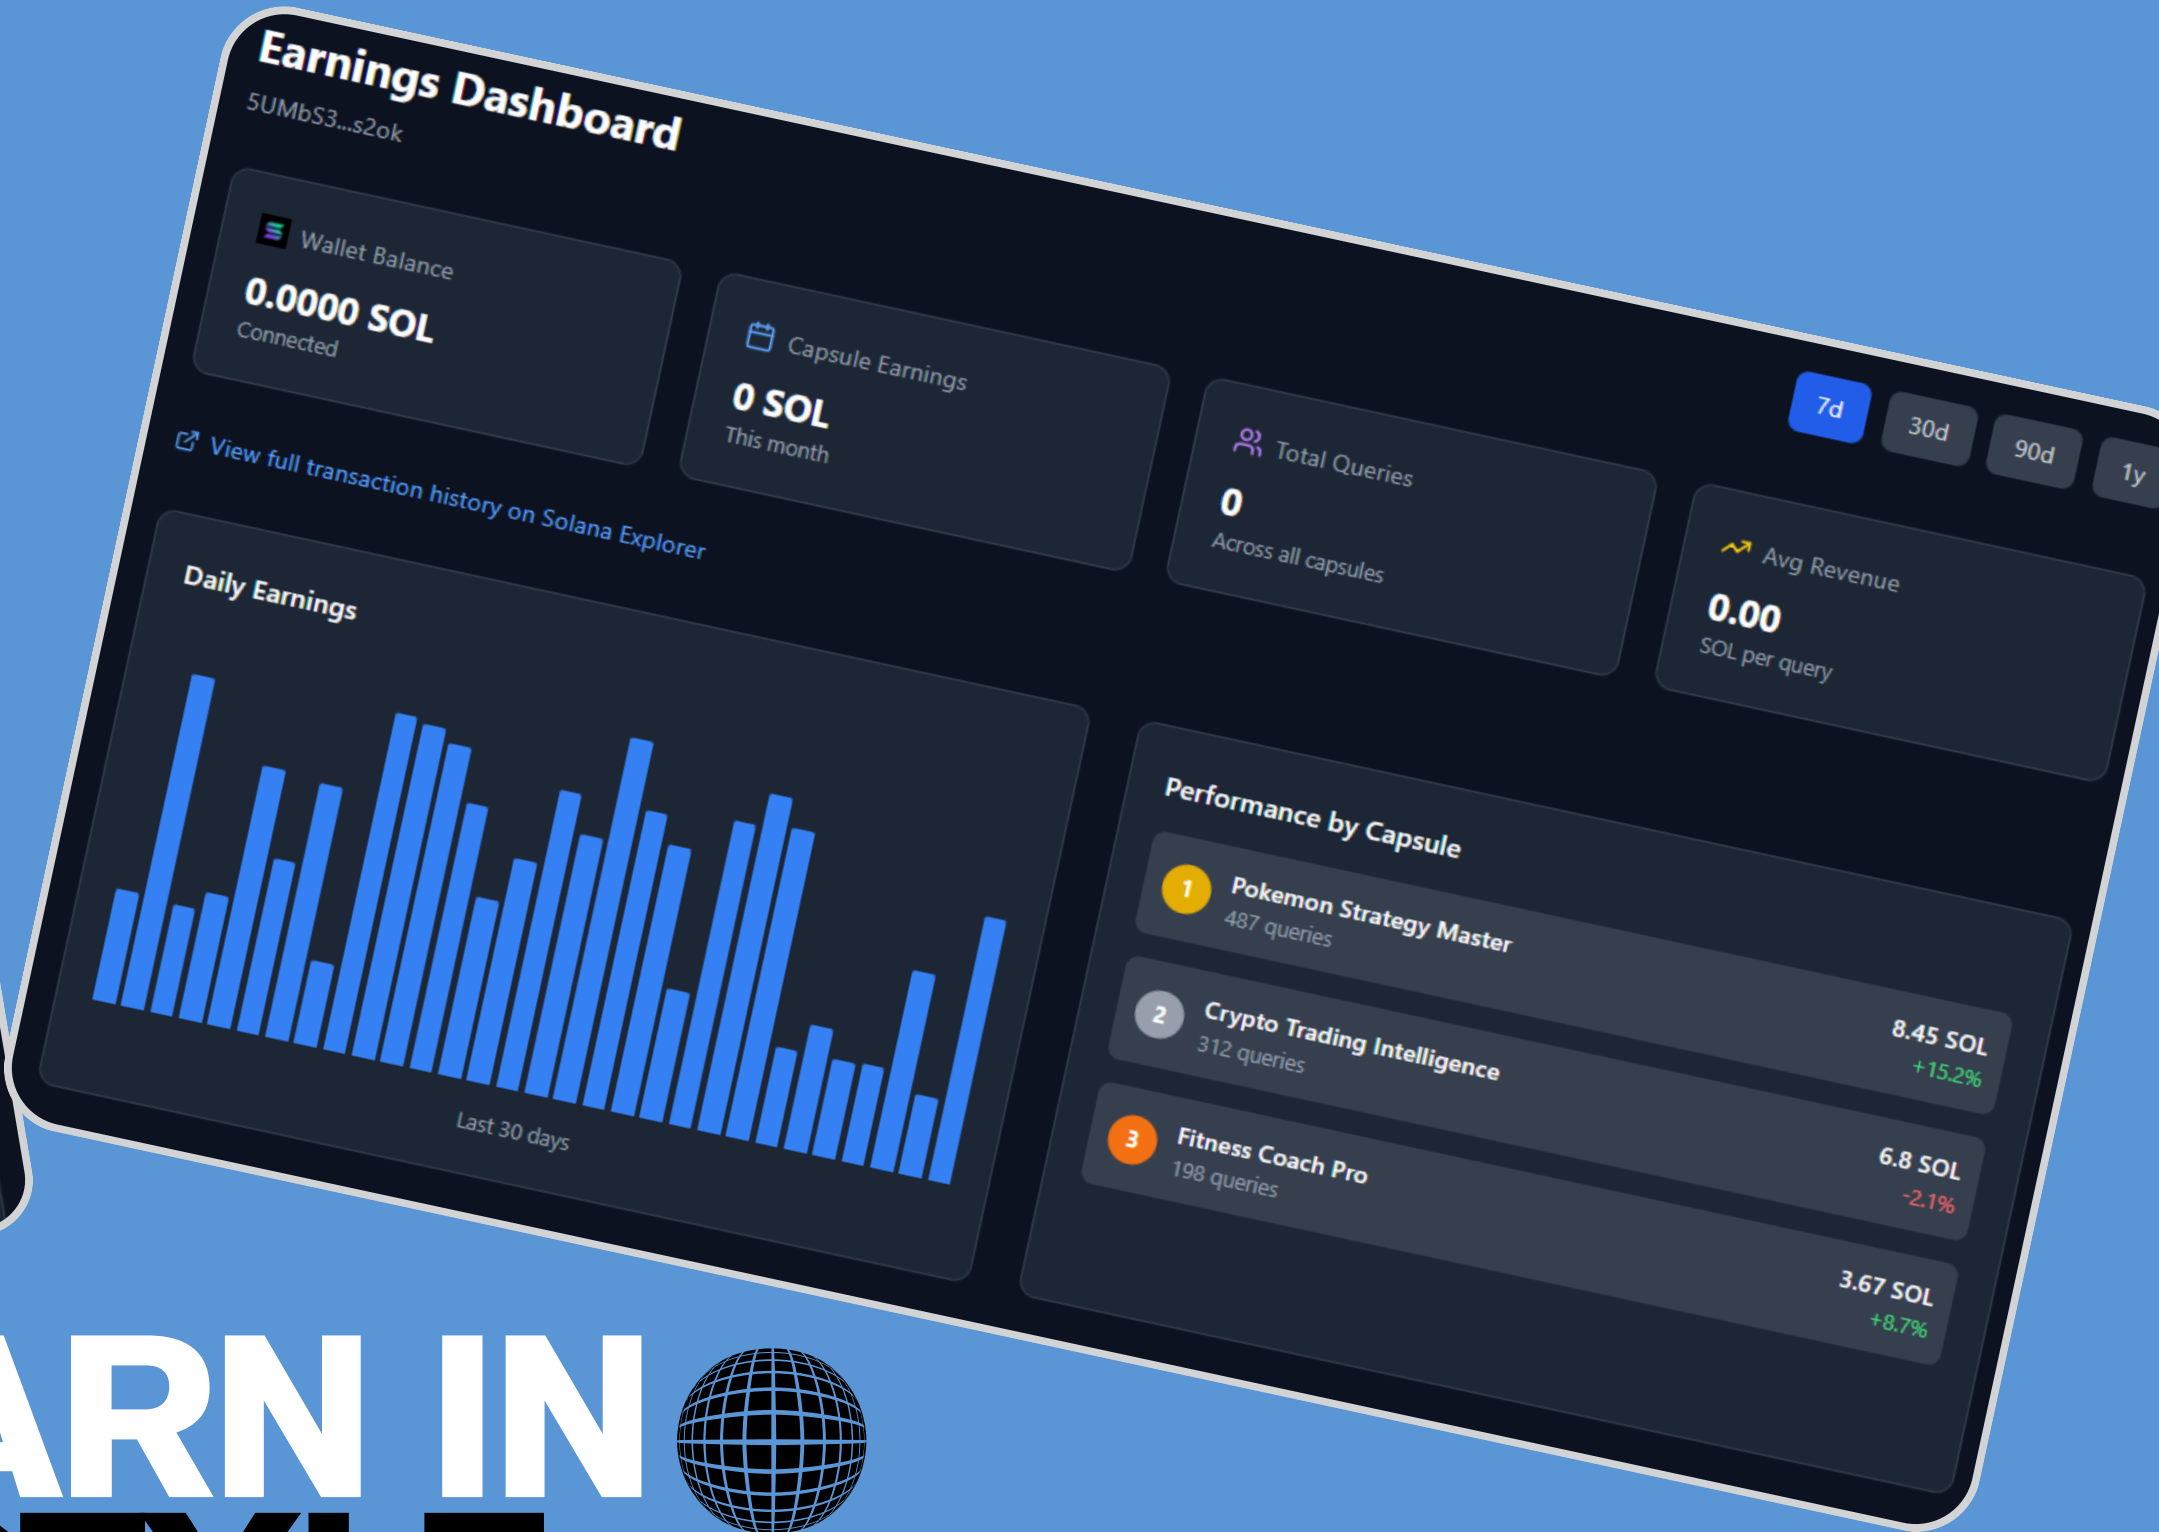 Earnings Dashboard
5UMbS3...s2ok
7d
30d
90d
1y
Wallet Balance
0.0000 SOL
Connected
Capsule Earnings
0 SOL
This month
Total Queries
0
Across all capsules
Avg Revenue
0.00
SOL per query
View full transaction history on Solana Explorer
Daily Earnings
Last 30 days
Performance by Capsule
1
Pokemon Strategy Master
487 queries
8.45 SOL
+15.2%
2
Crypto Trading Intelligence
312 queries
6.8 SOL
-2.1%
3
Fitness Coach Pro
198 queries
3.67 SOL
+8.7%
ARN IN